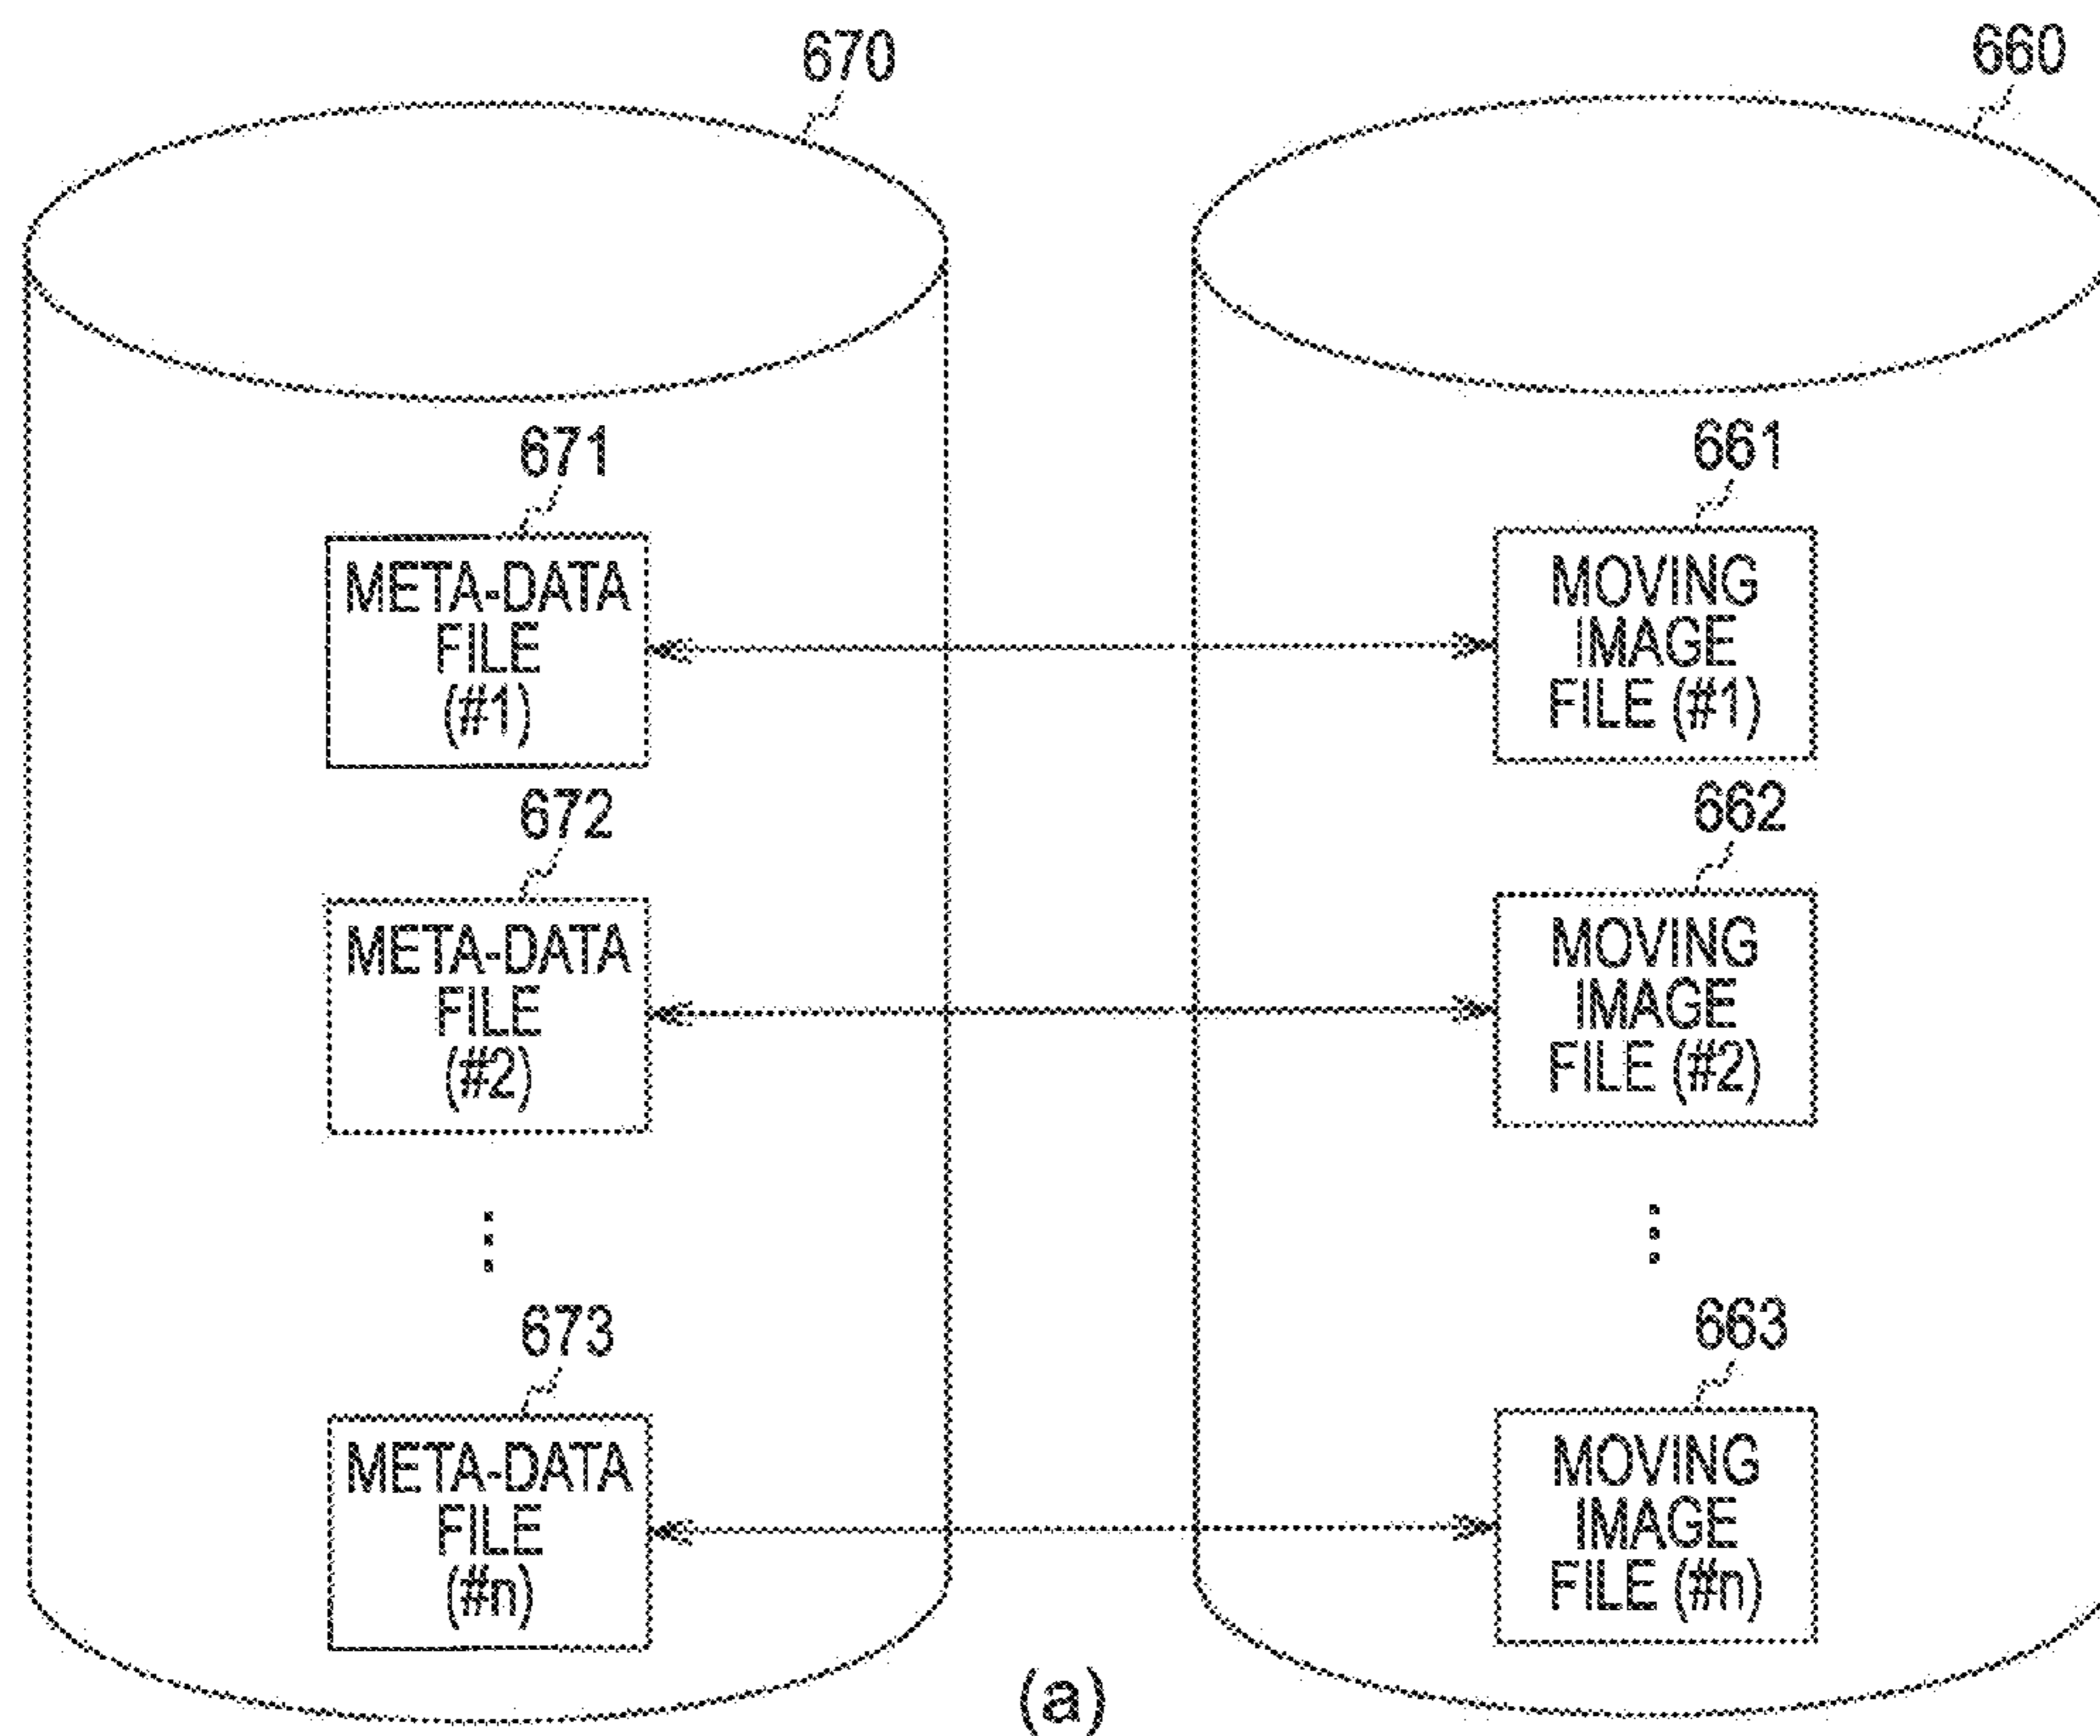 670
660
671
661
META-DATA
FILE
(#1)
MOVING
IMAGE
FILE (#1)
672
662
META-DATA
FILE
(#2)
MOVING
IMAGE
FILE (#2)
673
663
META-DATA
FILE
(#n)
MOVING
IMAGE
FILE (#n)
(a)